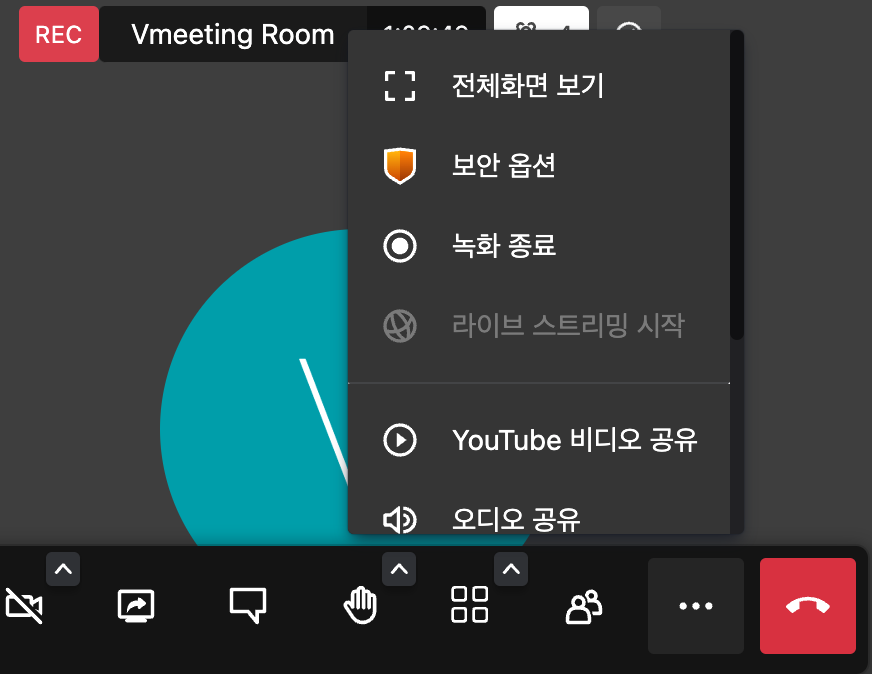 REC
Vmeeting Room
전체화면 보기
보안 옵션
녹화 종료
라이브 스트리밍 시작
YouTube 비디오 공유
오디오 공유